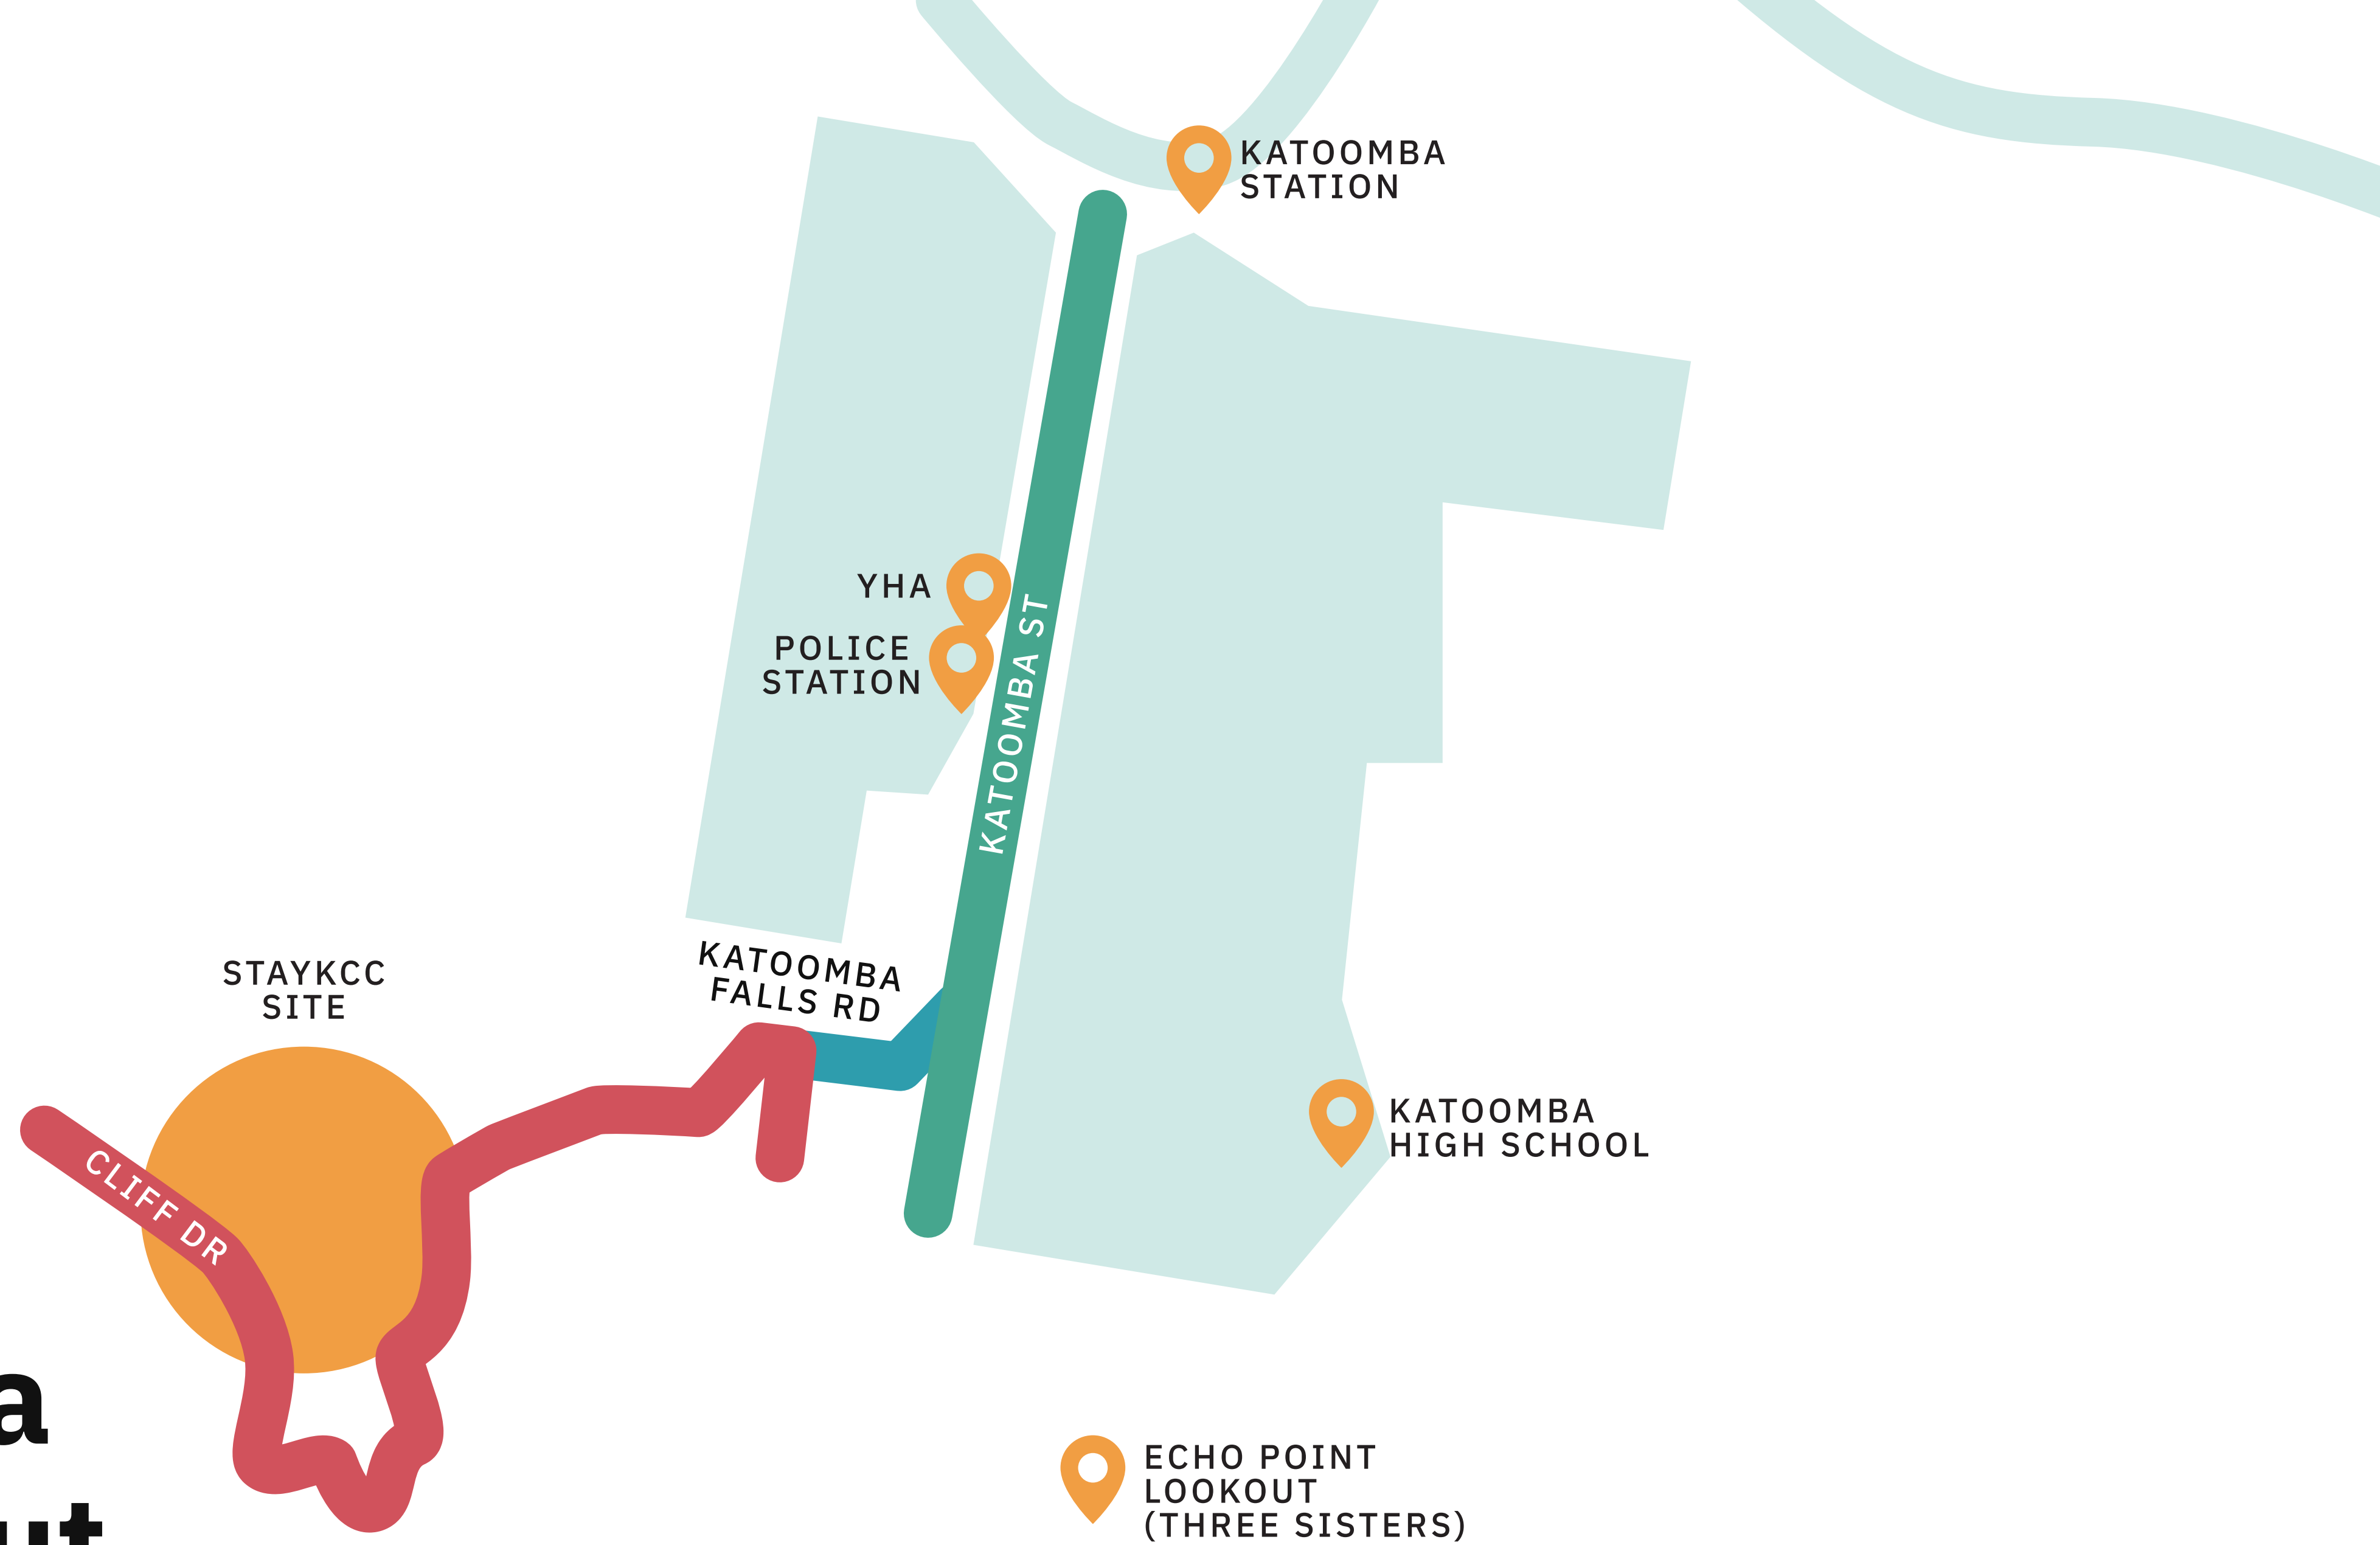 KATOOMBA
STATION
YHA
POLICE
STATION
KATOOMBA ST
KATOOMBA
FALLS RD
STAYKCC
SITE
CLIFF DR
KATOOMBA
HIGH SCHOOL
ECHO POINT
LOOKOUT
(THREE SISTERS)
a